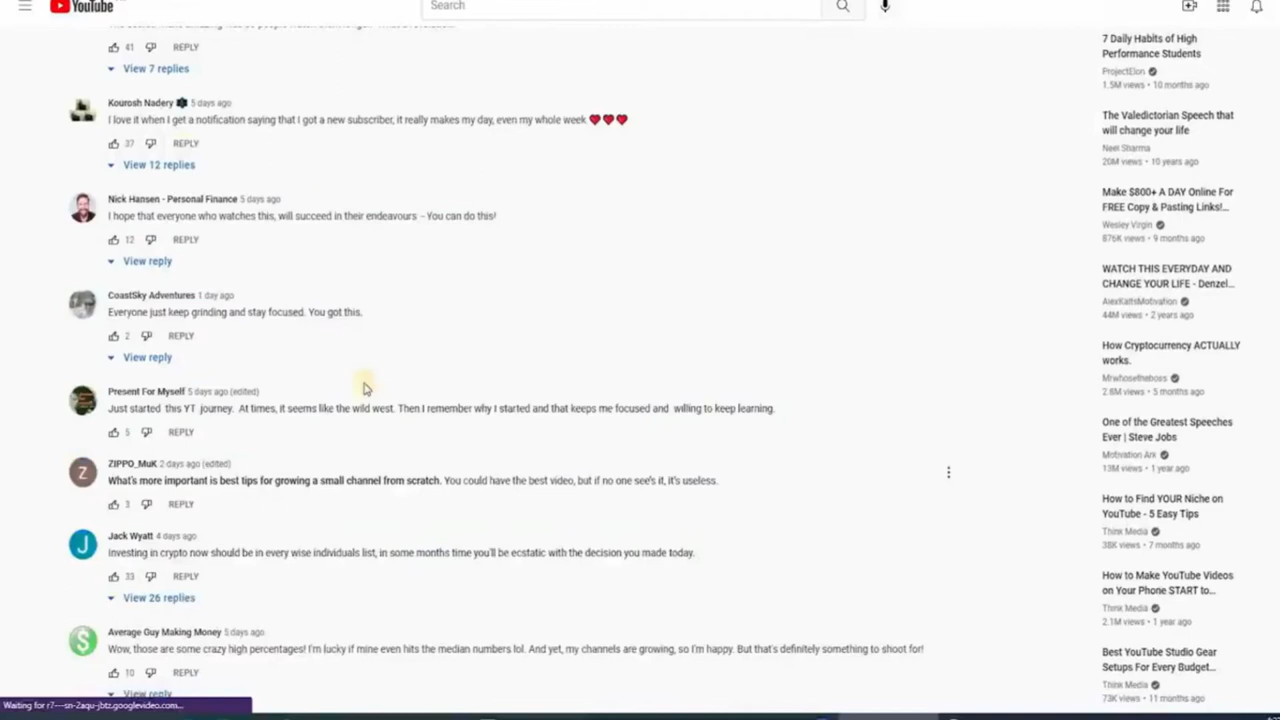 YouTube
Search
41 REPLY
View 7 replies
Kourosh Nadery 5 days ago
I love it when I get a notification saying that I got a new subscriber, it really makes my day, even my whole week ❤❤❤
37 REPLY
View 12 replies
Nick Hansen - Personal Finance 5 days ago
I hope that everyone who watches this, will succeed in their endeavours - You can do this!
12 REPLY
View reply
CoastSky Adventures 1 day ago
Everyone just keep grinding and stay focused. You got this.
2 REPLY
View reply
Present For Myself 5 days ago (edited)
Just started this YT journey. At times, it seems like the wild west. Then I remember why I started and that keeps me focused and willing to keep learning.
5 REPLY
Z
ZIPPO_MuK 2 days ago (edited)
What's more important is best tips for growing a small channel from scratch. You could have the best video, but if no one see's it, it's useless.
3 REPLY
J
Jack Wyatt 4 days ago
Investing in crypto now should be in every wise individuals list, in some months time you'll be ecstatic with the decision you made today.
33 REPLY
View 26 replies
$
Average Guy Making Money 5 days ago
Wow, those are some crazy high percentages! I'm lucky if mine even hits the median numbers lol. And yet, my channels are growing, so I'm happy. But that's definitely something to shoot for!
10 REPLY
View reply
Waiting for r7---sn-2aqu-jbtz.googlevideo.com...
7 Daily Habits of High
Performance Students
ProjectElon
1.5M views • 10 months ago
The Valedictorian Speech that
will change your life
Neel Sharma
20M views • 10 years ago
Make $800+ A DAY Online For
FREE Copy & Pasting Links!...
Wesley Virgin
876K views • 9 months ago
WATCH THIS EVERYDAY AND
CHANGE YOUR LIFE - Denzel...
AlexKaltsMotivation
44M views • 2 years ago
How Cryptocurrency ACTUALLY
works.
Mrwhosetheboss
2.8M views • 5 months ago
One of the Greatest Speeches
Ever | Steve Jobs
Motivation Ark
13M views • 1 year ago
How to Find YOUR Niche on
YouTube - 5 Easy Tips
Think Media
38K views • 7 months ago
How to Make YouTube Videos
on Your Phone START to...
Think Media
2.1M views • 1 year ago
Best YouTube Studio Gear
Setups For Every Budget...
Think Media
73K views • 11 months ago